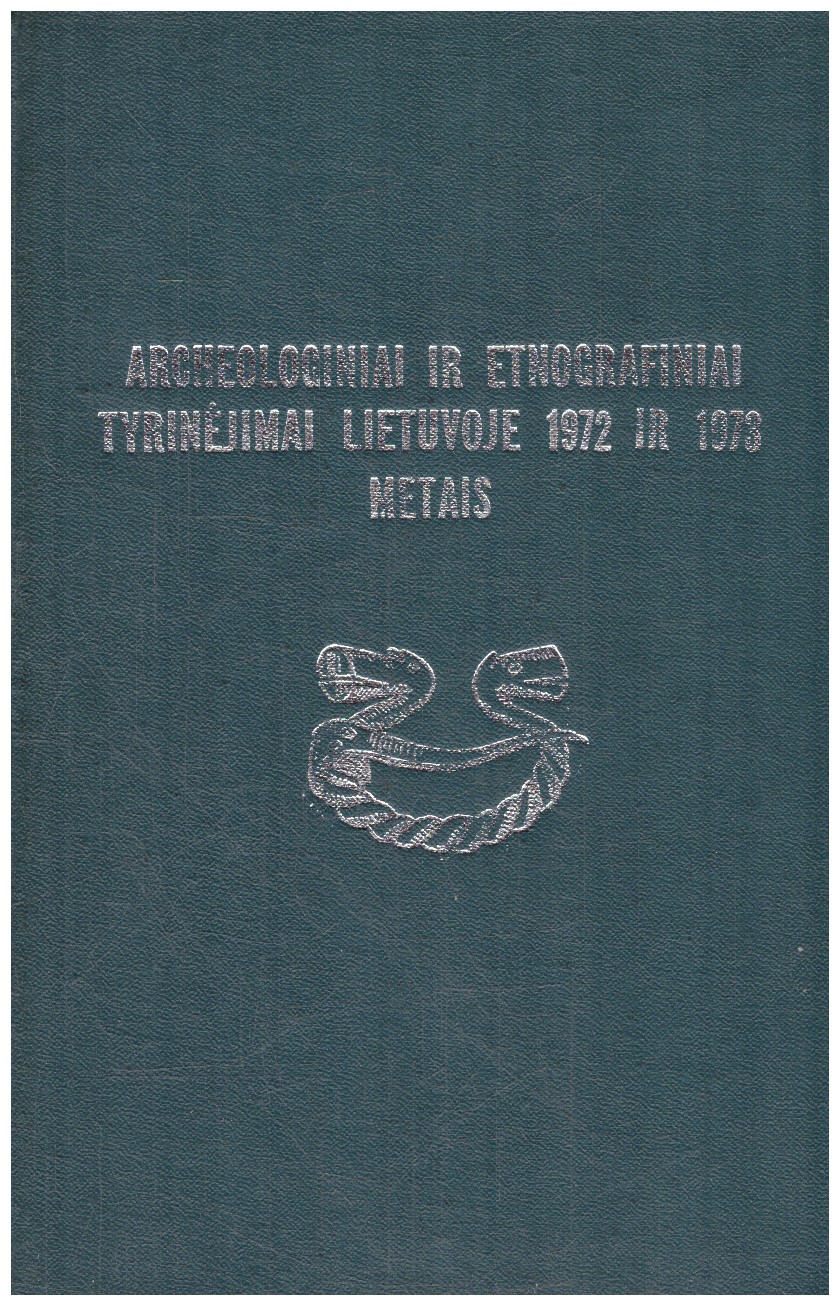 ARCHEOLOGINIAI IR ETNOGRAFINIAI
TYRINĖJIMAI LIETUVOJE 1972 IR 1973
METAIS